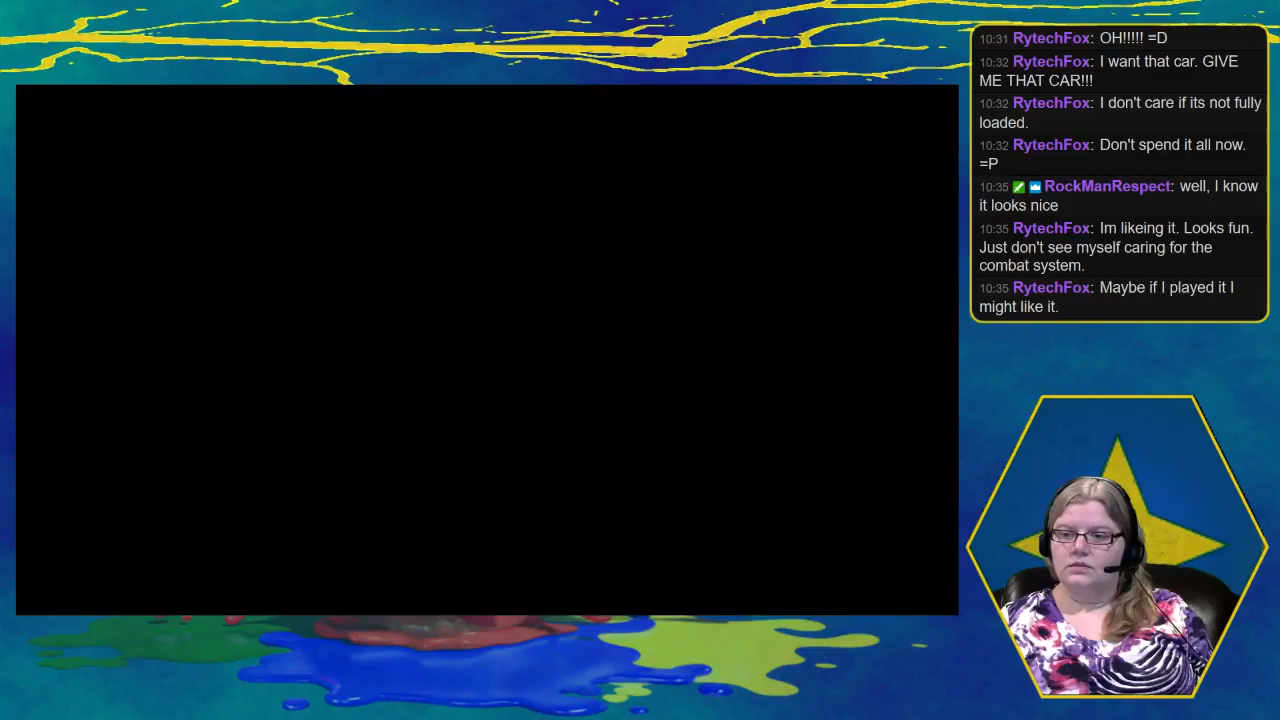 10:31 RytechFox: OH!!!!! =D
10:32 RytechFox: I want that car. GIVE
ME THAT CAR!!!
10:32 RytechFox: I don't care if its not fully
loaded.
10:32 RytechFox: Don't spend it all now.
=P
10:35 RockManRespect: well, I know
it looks nice
10:35 RytechFox: Im likeing it. Looks fun.
Just don't see myself caring for the
combat system.
10:35 RytechFox: Maybe if I played it I
might like it.